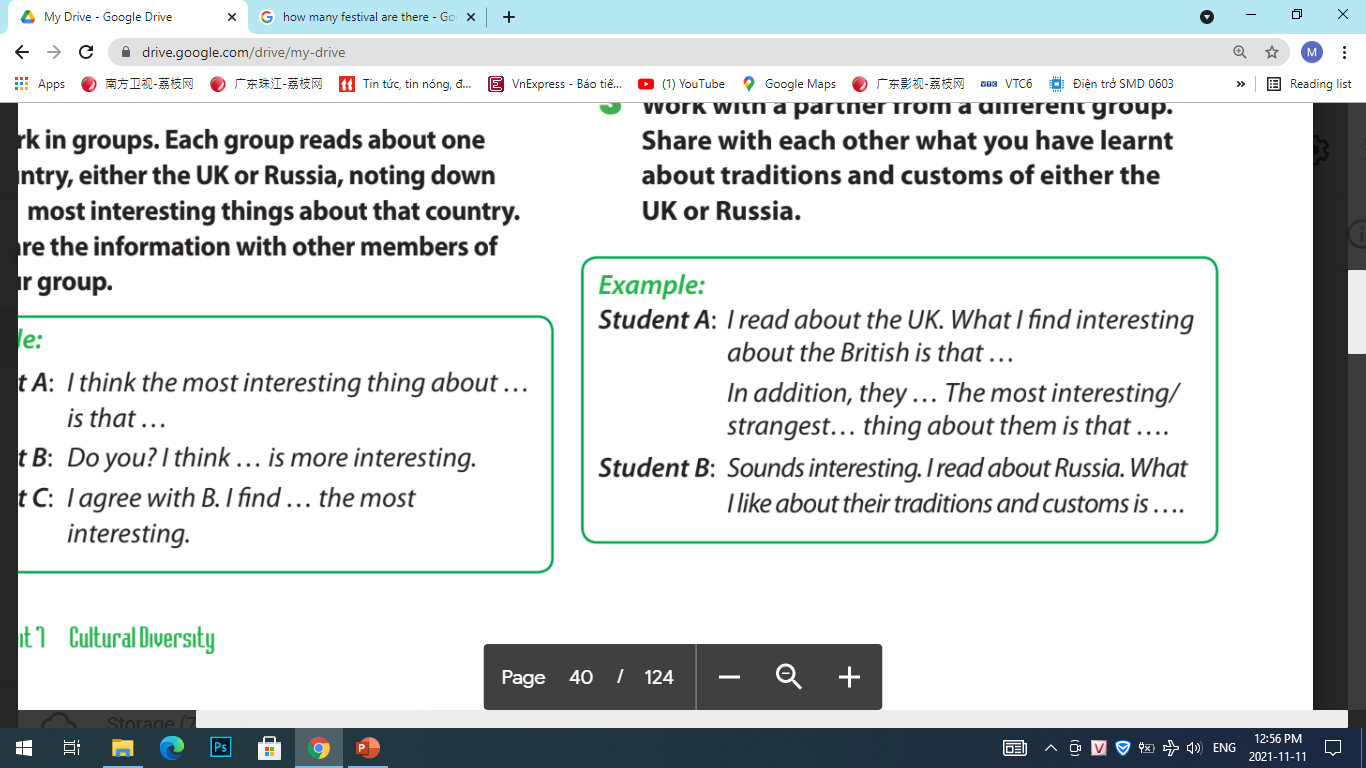 My Drive - Google Drive
how many festival are there - Go
drive.google.com/drive/my-drive
M
Apps
南方卫视-荔枝网
广东珠江-荔枝网
Tin tức, tin nóng, đ...
VnExpress - Báo tiế...
(1) YouTube
Google Maps
广东影视-荔枝网
VTC6
Điện trở SMD 0603
»
Reading list
rk in groups. Each group reads about one
ntry, either the UK or Russia, noting down
most interesting things about that country.
re the information with other members of
r group.
le:
t A: I think the most interesting thing about ...
is that ...
t B: Do you? I think ... is more interesting.
t C: I agree with B. I find ... the most
interesting.
3 Work with a partner from a different group.
Share with each other what you have learnt
about traditions and customs of either the
UK or Russia.
Example:
Student A: I read about the UK. What I find interesting
about the British is that ...
In addition, they ... The most interesting/
strangest... thing about them is that ....
Student B: Sounds interesting. I read about Russia. What
I like about their traditions and customs is ....
it 7 Cultural Diversity
Page 40 / 124
Storage (7
Ps
P
V
ENG
12:56 PM
2021-11-11